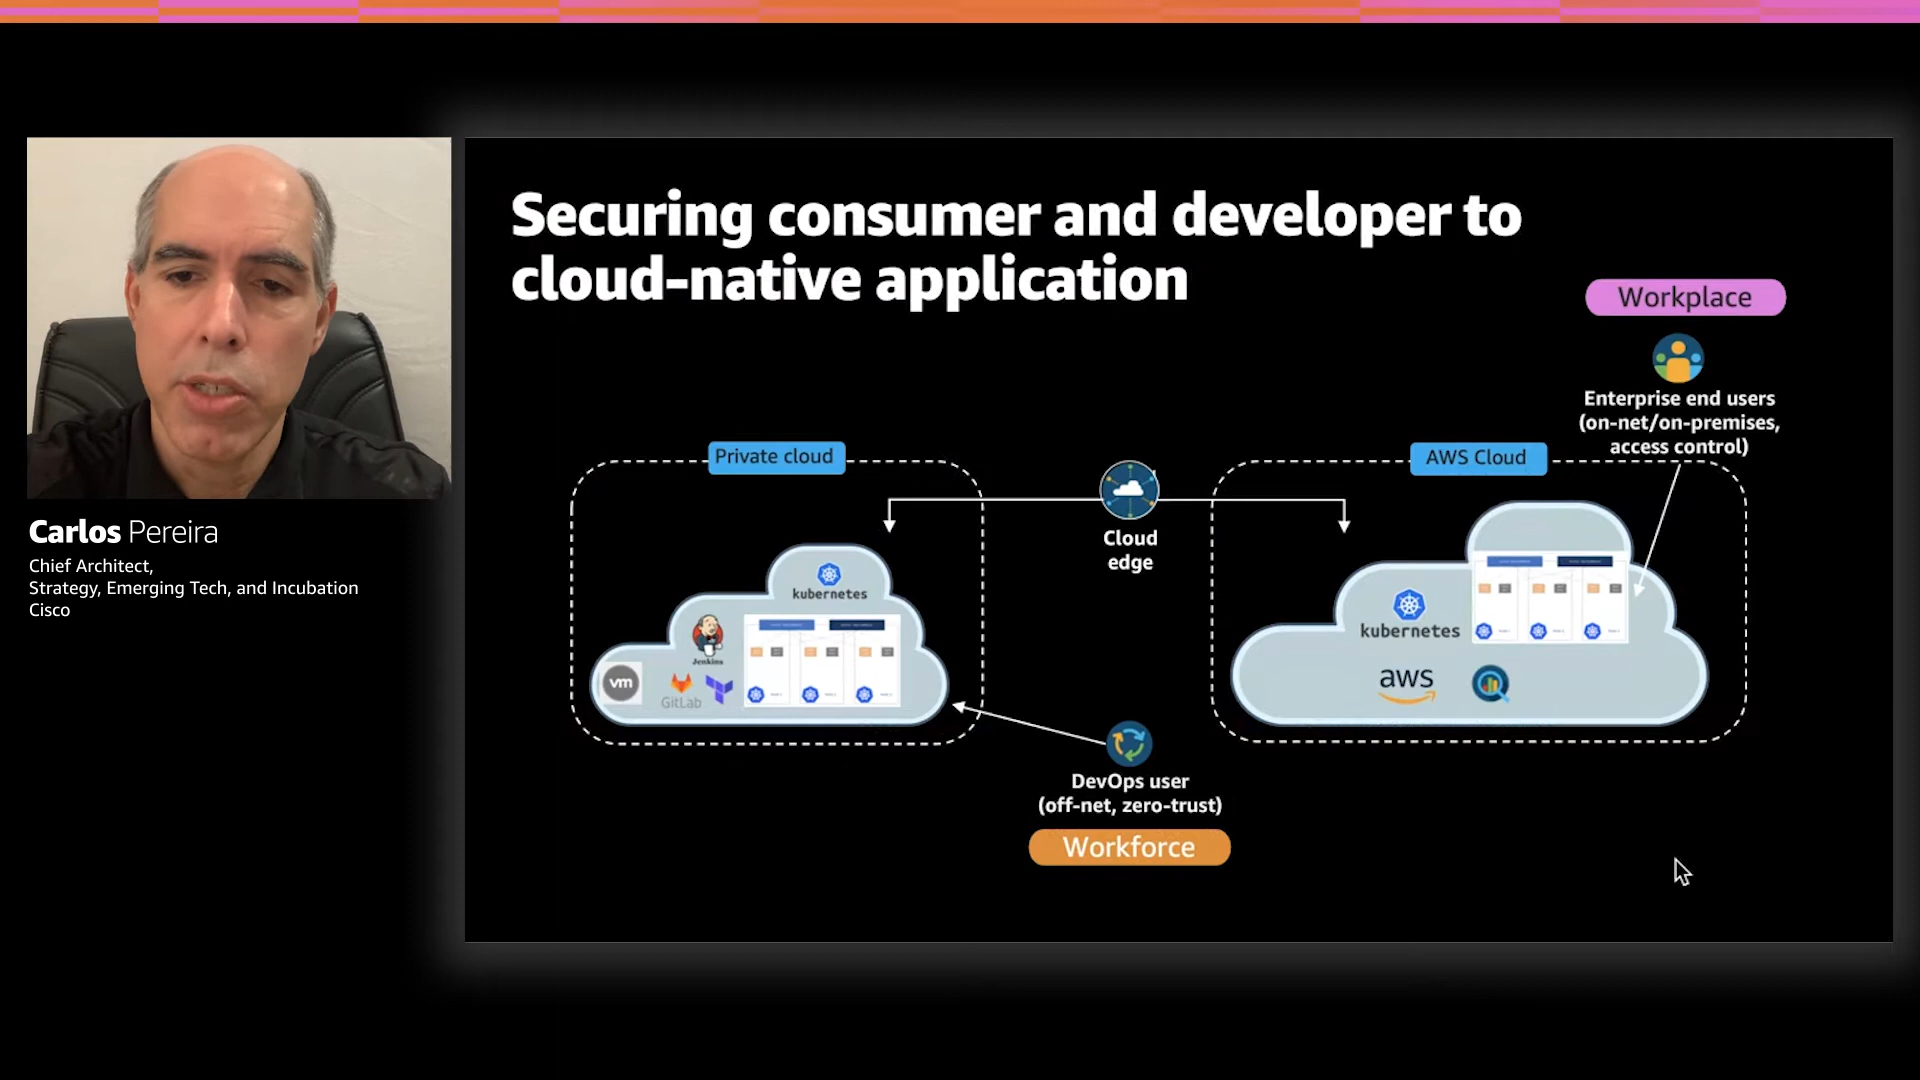 Securing consumer and developer to
cloud-native application
Workplace
Enterprise end users
(on-net/on-premises,
access control)
Private cloud
AWS Cloud
Cloud
edge
kubernetes
Jenkins
vm
GitLab
kubernetes
aws
DevOps user
(off-net, zero-trust)
Workforce
Carlos Pereira
Chief Architect,
Strategy, Emerging Tech, and Incubation
Cisco